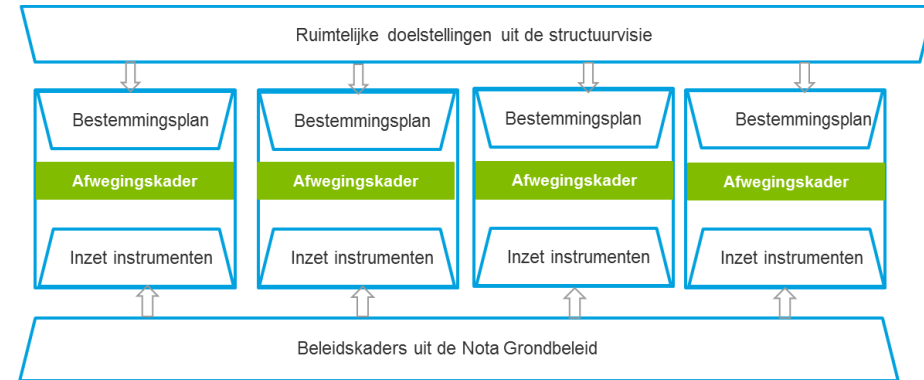 Ruimtelijke doelstellingen uit de structuurvisie
Bestemmingsplan
Bestemmingsplan
Bestemmingsplan
Bestemmingsplan
Afwegingskader
Afwegingskader
Afwegingskader
Afwegingskader
Inzet instrumenten
Inzet instrumenten
Inzet instrumenten
Inzet instrumenten
Beleidskaders uit de Nota Grondbeleid